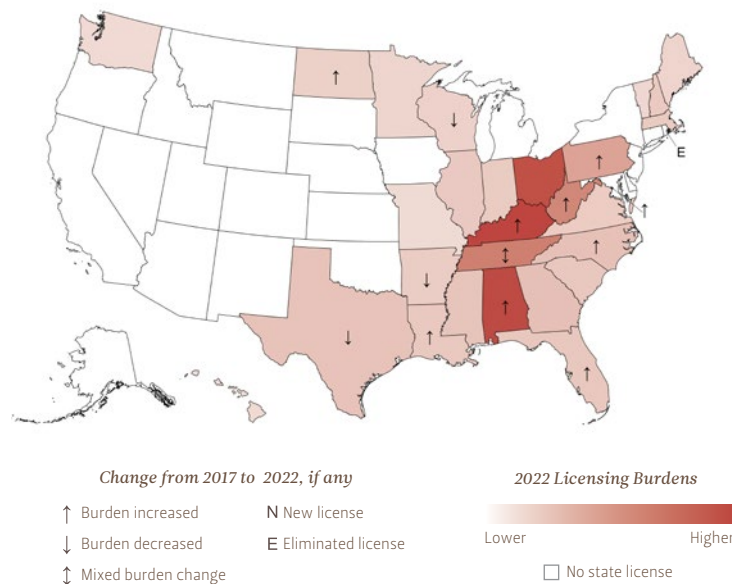 E
Change from 2017 to 2022, if any
↑ Burden increased
↓ Burden decreased
↕ Mixed burden change
N New license
E Eliminated license
2022 Licensing Burdens
Lower Higher
No state license